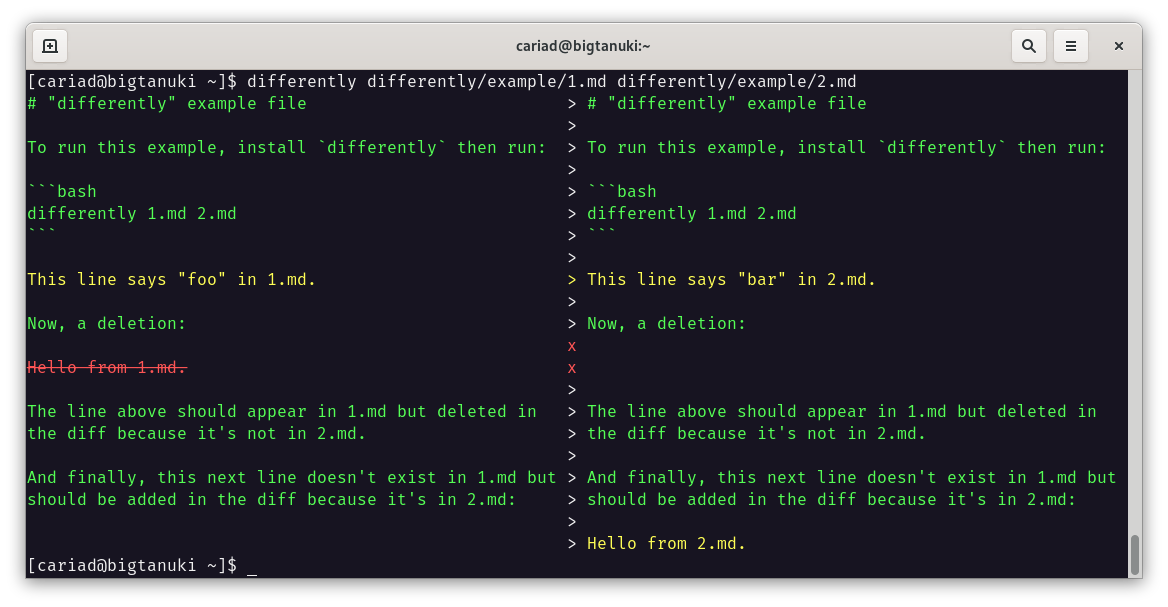 cariad@bigtanuki:~
[cariad@bigtanuki ~]$ differently differently/example/1.md differently/example/2.md
# "differently" example file > # "differently" example file
>
To run this example, install `differently` then run: > To run this example, install `differently` then run:
>
```bash > ```bash
differently 1.md 2.md > differently 1.md 2.md
``` > ```
>
This line says "foo" in 1.md. > This line says "bar" in 2.md.
>
Now, a deletion: > Now, a deletion:
x
Hello from 1.md. x
>
The line above should appear in 1.md but deleted in > The line above should appear in 1.md but deleted in
the diff because it's not in 2.md. > the diff because it's not in 2.md.
>
And finally, this next line doesn't exist in 1.md but > And finally, this next line doesn't exist in 1.md but
should be added in the diff because it's in 2.md: > should be added in the diff because it's in 2.md:
>
> Hello from 2.md.
[cariad@bigtanuki ~]$ _